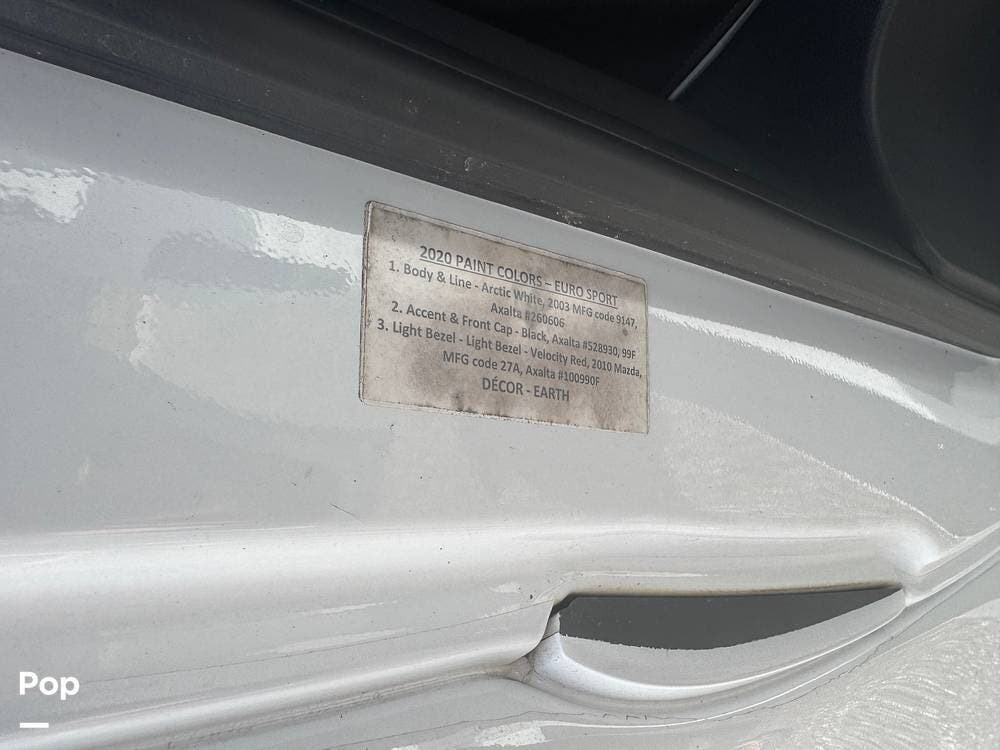 2020 PAINT COLORS – EURO SPORT
1. Body & Line - Arctic White, 2003 MFG code 9147,
Axalta #260606
2. Accent & Front Cap - Black, Axalta #528930, 99F
3. Light Bezel - Light Bezel - Velocity Red, 2010 Mazda,
MFG code 27A, Axalta #100990F
DÉCOR - EARTH
Pop